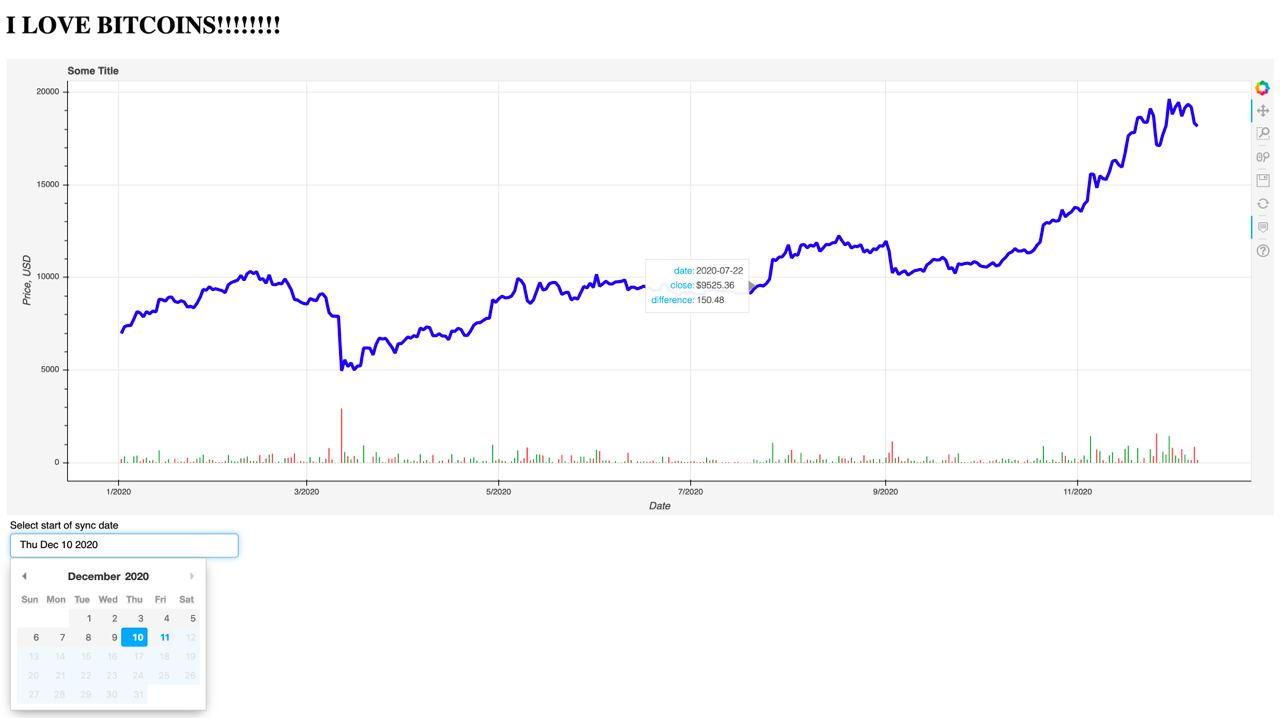 I LOVE BITCOINS!!!!!!!!
Some Title
20000
15000
10000
5000
0
Price, USD
date: 2020-07-22
close: $9525.36
difference: 150.48
1/2020 3/2020 5/2020 7/2020 9/2020 11/2020
Date
Select start of sync date
Thu Dec 10 2020
December 2020
Sun Mon Tue Wed Thu Fri Sat
1 2 3 4 5
6 7 8 9 10 11 12
13 14 15 16 17 18 19
20 21 22 23 24 25 26
27 28 29 30 31